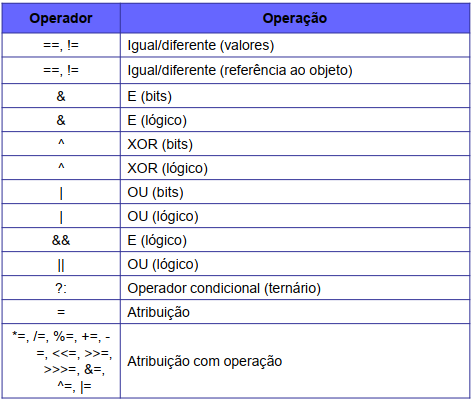 Operador Operação
==, != Igual/diferente (valores)
==, != Igual/diferente (referência ao objeto)
& E (bits)
& E (lógico)
^ XOR (bits)
^ XOR (lógico)
| OU (bits)
| OU (lógico)
&& E (lógico)
|| OU (lógico)
?: Operador condicional (ternário)
= Atribuição
*=, /=, %=, +=, -
=, <<=, >>=,
>>>=, &=,
^=, |=
Atribuição com operação